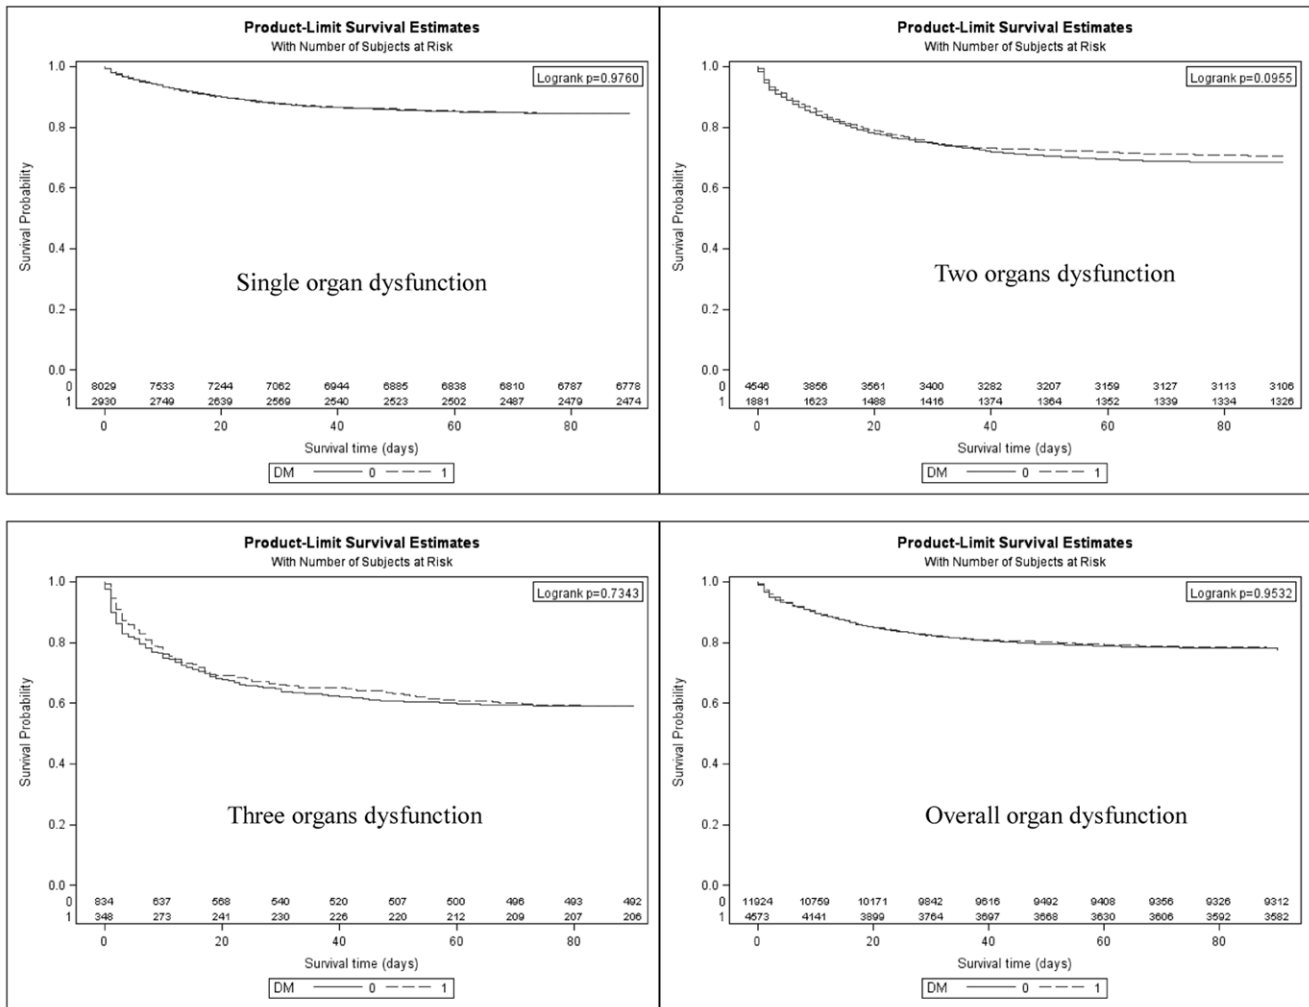 Product-Limit Survival Estimates
With Number of Subjects at Risk
Logrank p=0.9760
1.0
0.8
0.6
0.4
0.2
0.0
Survival Probability
Single organ dysfunction
0 8029 7533 7244 7062 6944 6885 6838 6810 6787 6778
1 2930 2749 2639 2569 2540 2523 2502 2487 2479 2474
0 20 40 60 80
Survival time (days)
DM 0 1
Product-Limit Survival Estimates
With Number of Subjects at Risk
Logrank p=0.0955
1.0
0.8
0.6
0.4
0.2
0.0
Survival Probability
Two organs dysfunction
0 4546 3856 3561 3400 3282 3207 3159 3127 3113 3106
1 1881 1623 1488 1416 1374 1364 1352 1339 1334 1326
0 20 40 60 80
Survival time (days)
DM 0 1
Product-Limit Survival Estimates
With Number of Subjects at Risk
Logrank p=0.7343
1.0
0.8
0.6
0.4
0.2
0.0
Survival Probability
Three organs dysfunction
0 834 637 568 540 520 507 500 496 493 492
1 348 273 241 230 226 220 212 209 207 206
0 20 40 60 80
Survival time (days)
DM 0 1
Product-Limit Survival Estimates
With Number of Subjects at Risk
Logrank p=0.9532
1.0
0.8
0.6
0.4
0.2
0.0
Survival Probability
Overall organ dysfunction
0 11924 10759 10171 9842 9616 9492 9408 9356 9326 9312
1 4573 4141 3899 3764 3697 3668 3630 3606 3592 3582
0 20 40 60 80
Survival time (days)
DM 0 1